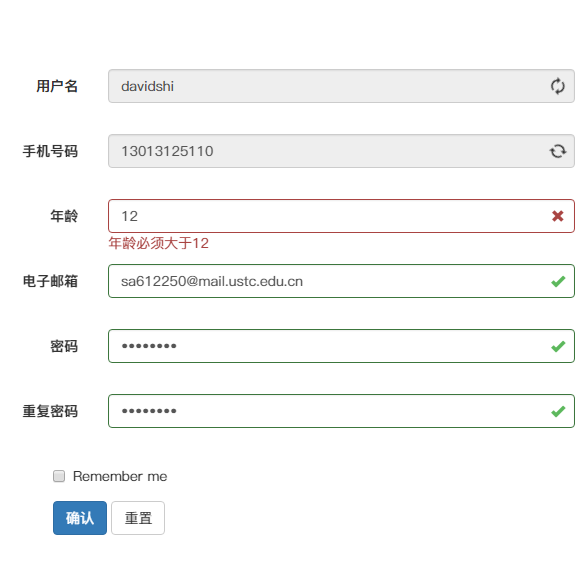 用户名 davidshi
手机号码 13013125110
年龄 12
年龄必须大于12
电子邮箱 sa612250@mail.ustc.edu.cn
密码 ••••••••
重复密码 ••••••••
Remember me
确认 重置